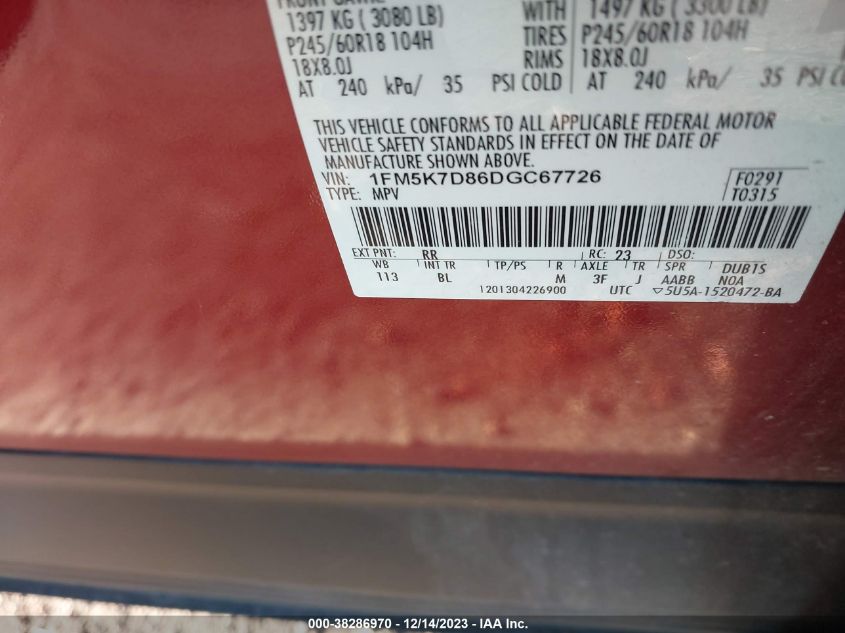 1397 KG ( 3080 LB) WITH 1497 KG ( 3300 LB)
P245/60R18 104H TIRES P245/60R18 104H
18X8.0J RIMS 18X8.0J
AT 240 kPa/ 35 PSI COLD AT 240 kPa/ 35 PSI
THIS VEHICLE CONFORMS TO ALL APPLICABLE FEDERAL MOTOR
VEHICLE SAFETY STANDARDS IN EFFECT ON THE DATE OF
MANUFACTURE SHOWN ABOVE.
VIN: 1FM5K7D86DGC67726 F0291
TYPE: MPV T0315
EXT PNT: RR RC: 23 DSO:
WB INT TR TP/PS R AXLE TR SPR DUBTS
113 BL M 3F J AABB NOA
1201304226900 UTC ▽5U5A-1520472-BA
000-38286970 - 12/14/2023 - IAAI.COM.